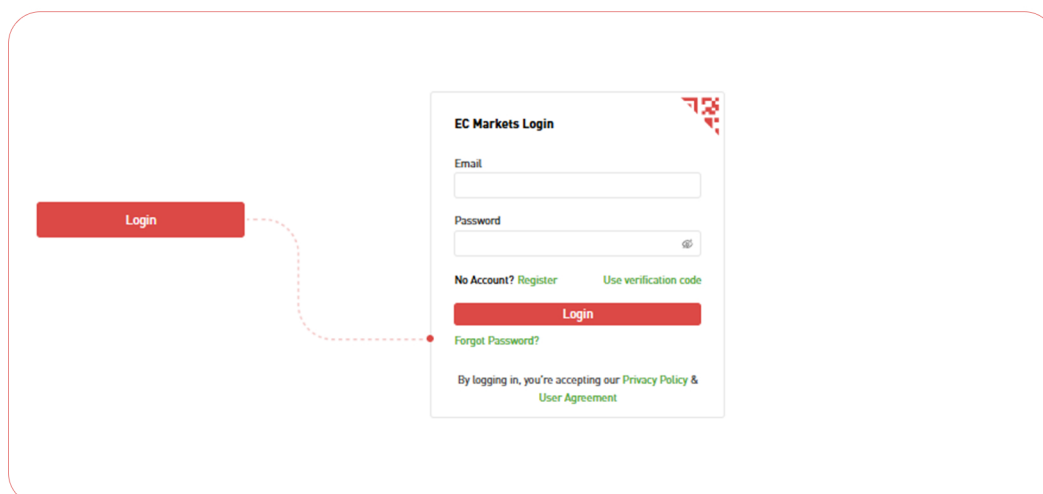 EC Markets Login
Email
Login
Password
No Account? Register
Use verification code
Login
Forgot Password?
By logging in, you're accepting our Privacy Policy &
User Agreement